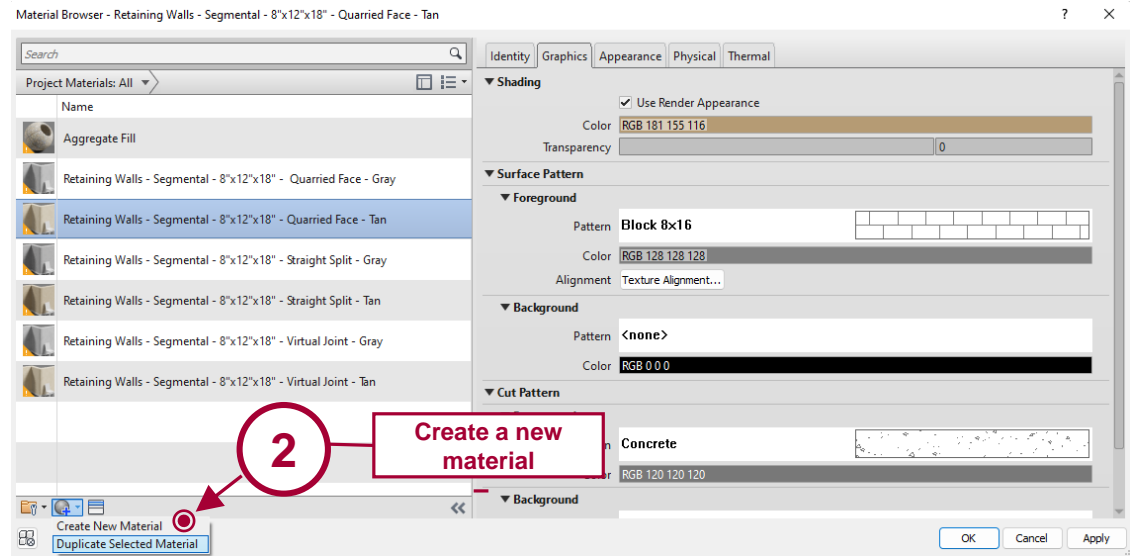 Material Browser - Retaining Walls - Segmental - 8"x12"x18" - Quarried Face - Tan
?
Search
Project Materials: All
Name
Aggregate Fill
Retaining Walls - Segmental - 8"x12"x18" - Quarried Face - Gray
Retaining Walls - Segmental - 8"x12"x18" - Quarried Face - Tan
Retaining Walls - Segmental - 8"x12"x18" - Straight Split - Gray
Retaining Walls - Segmental - 8"x12"x18" - Straight Split - Tan
Retaining Walls - Segmental - 8"x12"x18" - Virtual Joint - Gray
Retaining Walls - Segmental - 8"x12"x18" - Virtual Joint - Tan
Identity Graphics Appearance Physical Thermal
Shading
Use Render Appearance
Color RGB 181 155 116
Transparency 0
Surface Pattern
Foreground
Pattern Block 8x16
Color RGB 128 128 128
Alignment Texture Alignment...
Background
Pattern <none>
Color RGB 0 0 0
Cut Pattern
Concrete
RGB 120 120 120
Background
2
Create a new
material
Create New Material
Duplicate Selected Material
OK Cancel Apply